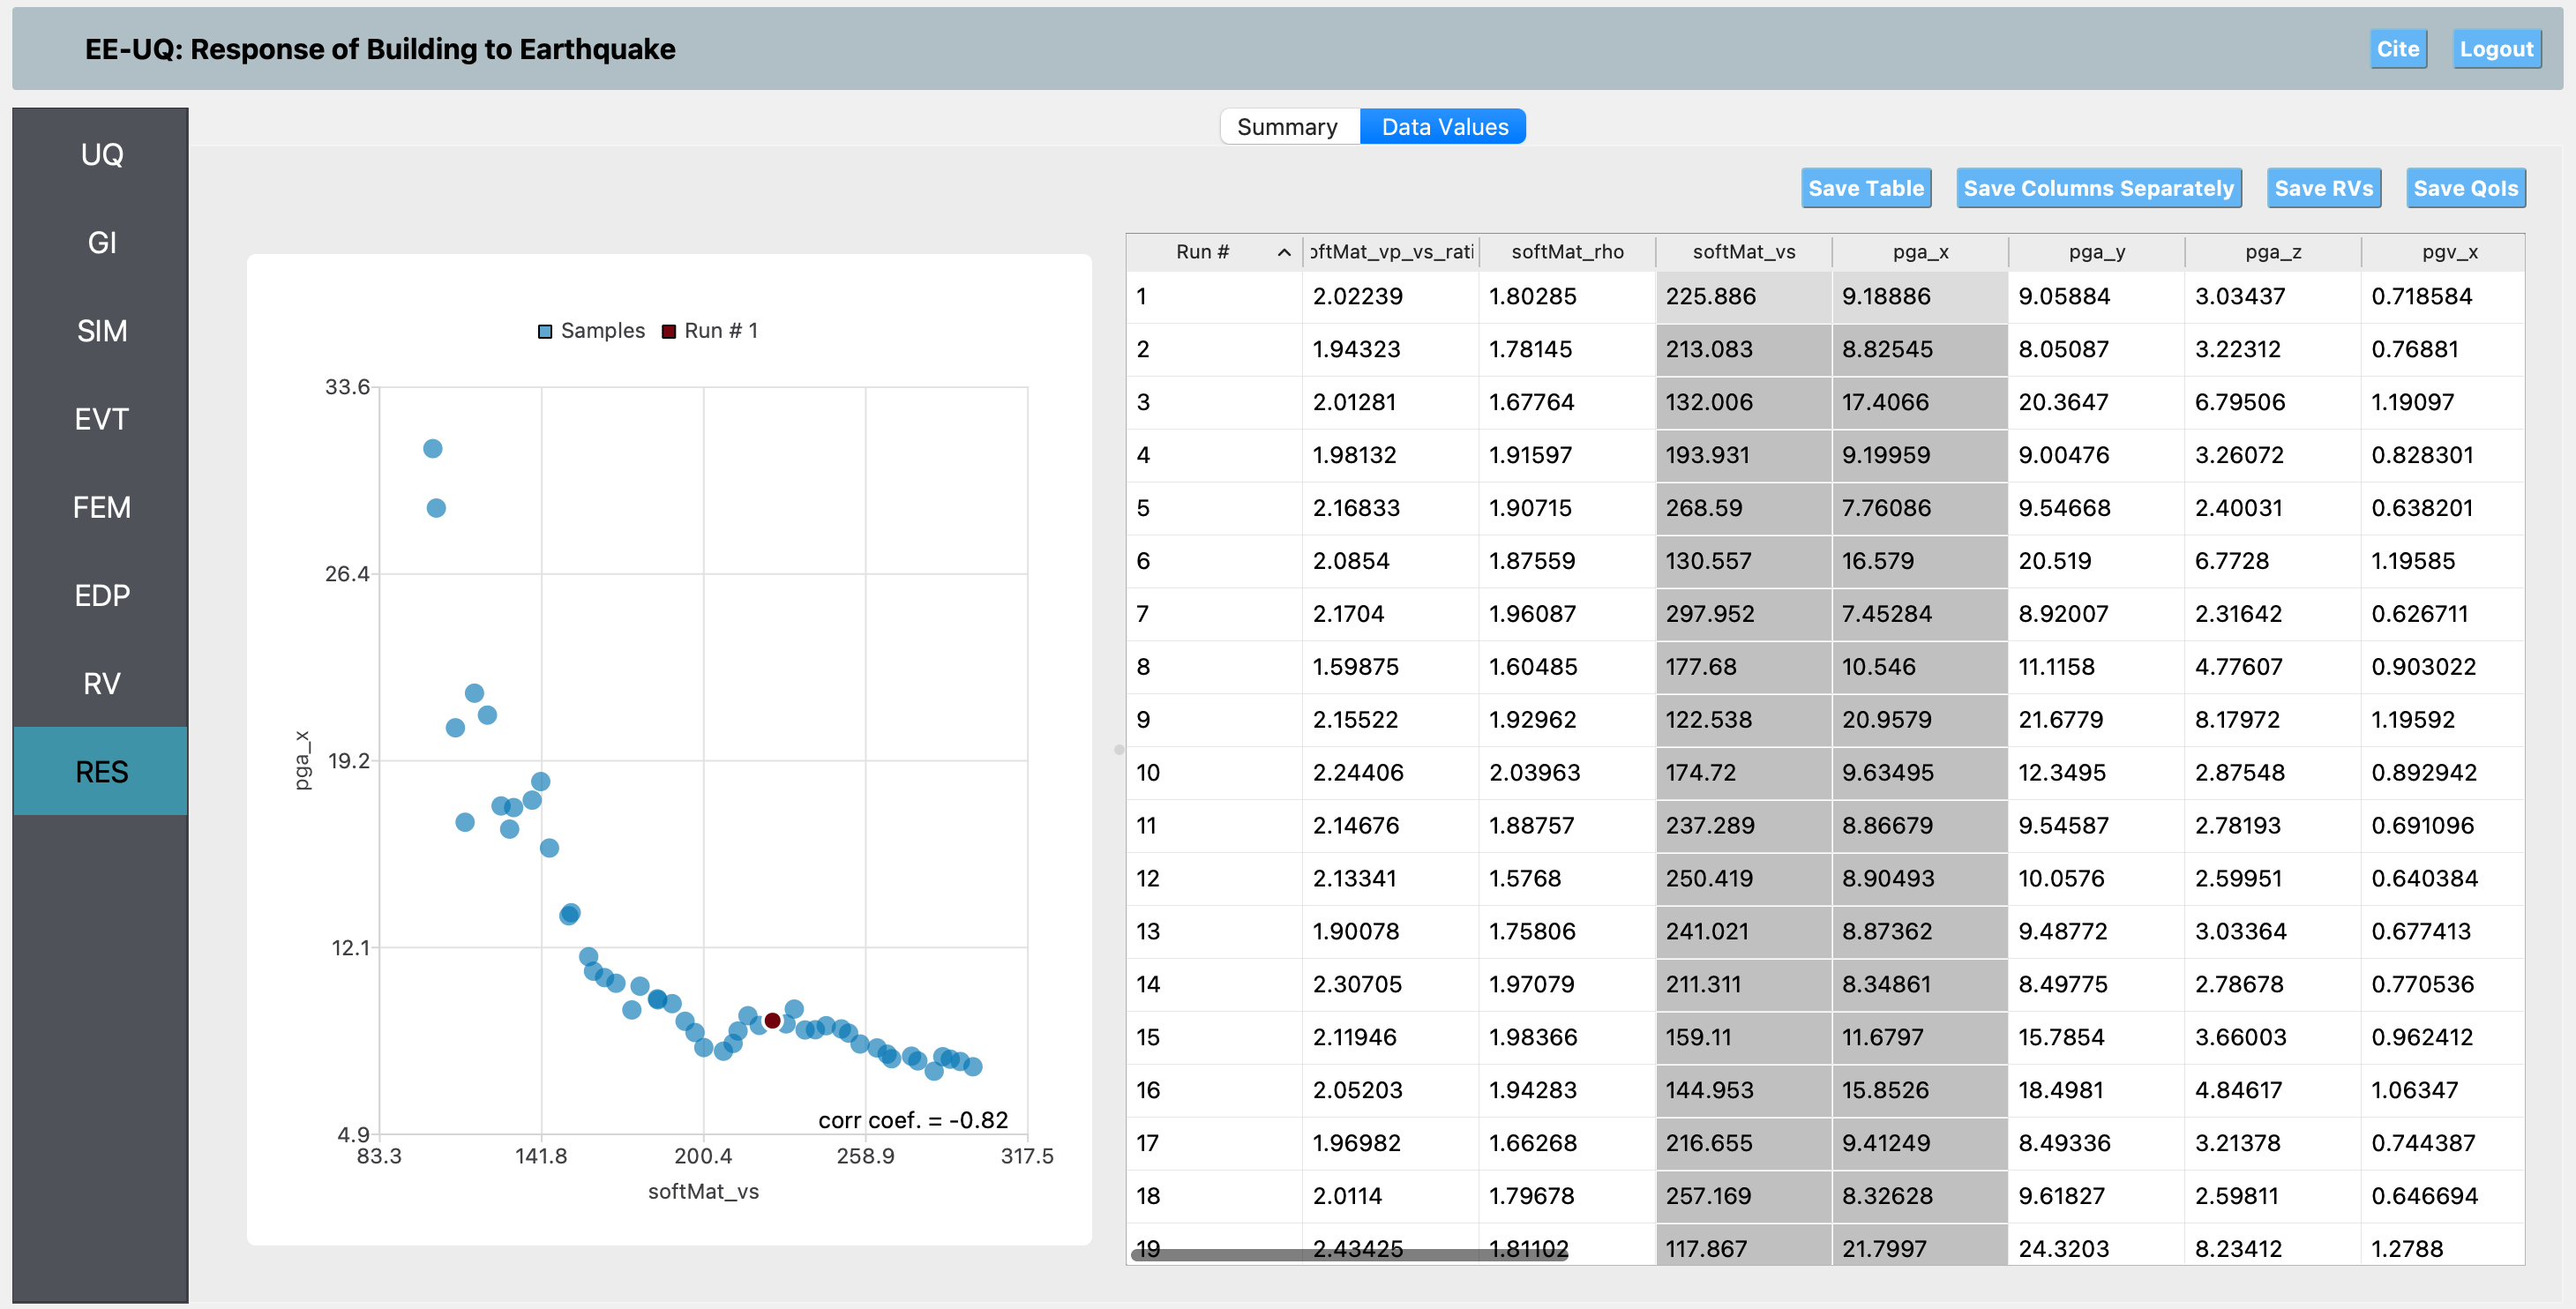 EE-UQ: Response of Building to Earthquake
Cite Logout
Summary Data Values
UQ
GI
SIM
EVT
FEM
EDP
RV
RES
Save Table Save Columns Separately Save RVs Save QoIs
Samples Run # 1
33.6
26.4
19.2
12.1
4.9
pga_x
83.3 141.8 200.4 258.9 317.5
softMat_vs
corr coef. = -0.82
Run # oftMat_vp_vs_rati softMat_rho softMat_vs pga_x pga_y pga_z pgv_x
1 2.02239 1.80285 225.886 9.18886 9.05884 3.03437 0.718584
2 1.94323 1.78145 213.083 8.82545 8.05087 3.22312 0.76881
3 2.01281 1.67764 132.006 17.4066 20.3647 6.79506 1.19097
4 1.98132 1.91597 193.931 9.19959 9.00476 3.26072 0.828301
5 2.16833 1.90715 268.59 7.76086 9.54668 2.40031 0.638201
6 2.0854 1.87559 130.557 16.579 20.519 6.7728 1.19585
7 2.1704 1.96087 297.952 7.45284 8.92007 2.31642 0.626711
8 1.59875 1.60485 177.68 10.546 11.1158 4.77607 0.903022
9 2.15522 1.92962 122.538 20.9579 21.6779 8.17972 1.19592
10 2.24406 2.03963 174.72 9.63495 12.3495 2.87548 0.892942
11 2.14676 1.88757 237.289 8.86679 9.54587 2.78193 0.691096
12 2.13341 1.5768 250.419 8.90493 10.0576 2.59951 0.640384
13 1.90078 1.75806 241.021 8.87362 9.48772 3.03364 0.677413
14 2.30705 1.97079 211.311 8.34861 8.49775 2.78678 0.770536
15 2.11946 1.98366 159.11 11.6797 15.7854 3.66003 0.962412
16 2.05203 1.94283 144.953 15.8526 18.4981 4.84617 1.06347
17 1.96982 1.66268 216.655 9.41249 8.49336 3.21378 0.744387
18 2.0114 1.79678 257.169 8.32628 9.61827 2.59811 0.646694
19 2.43425 1.81102 117.867 21.7997 24.3203 8.23412 1.2788